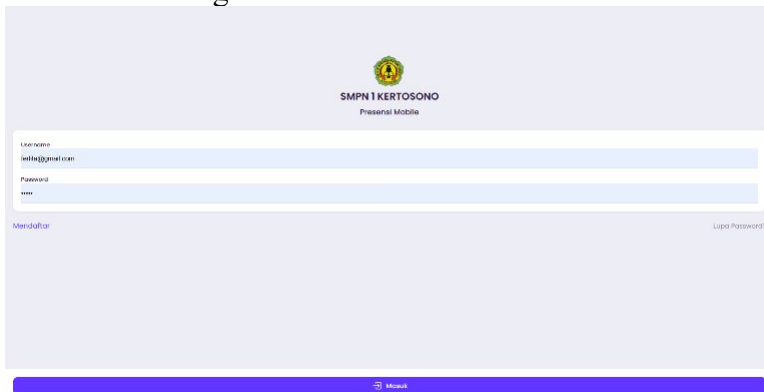 SMPN 1 KERTOSONO
Presensi Mobile
Username
Password
•••••
Mendaftar
Lupa Password?
Masuk